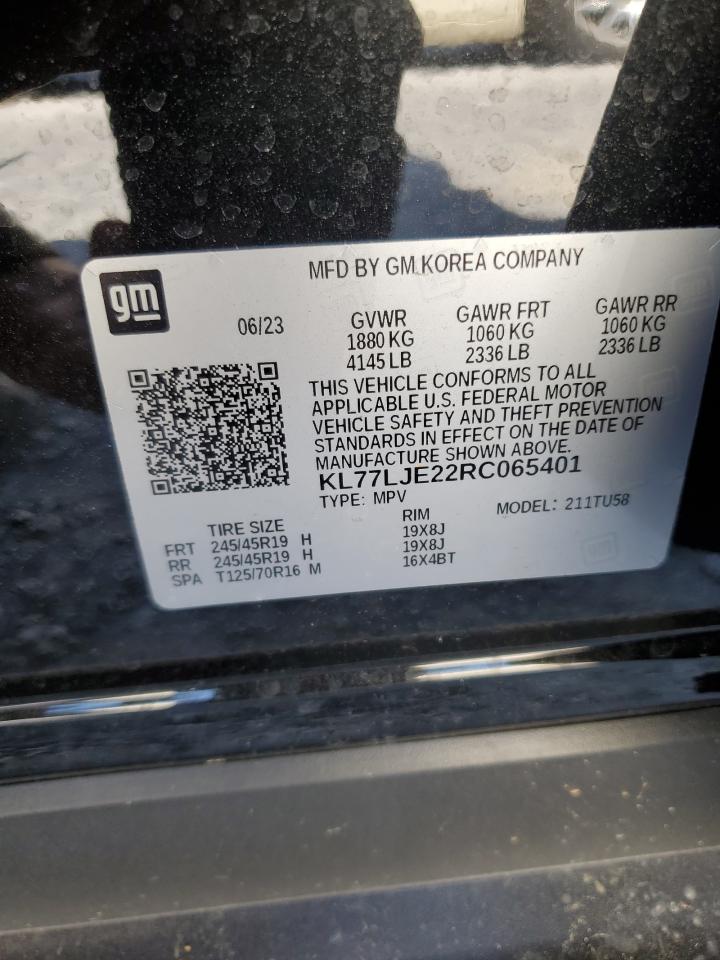 gm
MFD BY GM KOREA COMPANY
06/23
GVWR GAWR FRT GAWR RR
1880 KG 1060 KG 1060 KG
4145 LB 2336 LB 2336 LB
THIS VEHICLE CONFORMS TO ALL
APPLICABLE U.S. FEDERAL MOTOR
VEHICLE SAFETY AND THEFT PREVENTION
STANDARDS IN EFFECT ON THE DATE OF
MANUFACTURE SHOWN ABOVE.
KL77LJE22RC065401
TYPE: MPV MODEL: 211TU58
TIRE SIZE RIM
FRT 245/45R19 H 19X8J
RR 245/45R19 H 19X8J
SPA T125/70R16 M 16X4BT